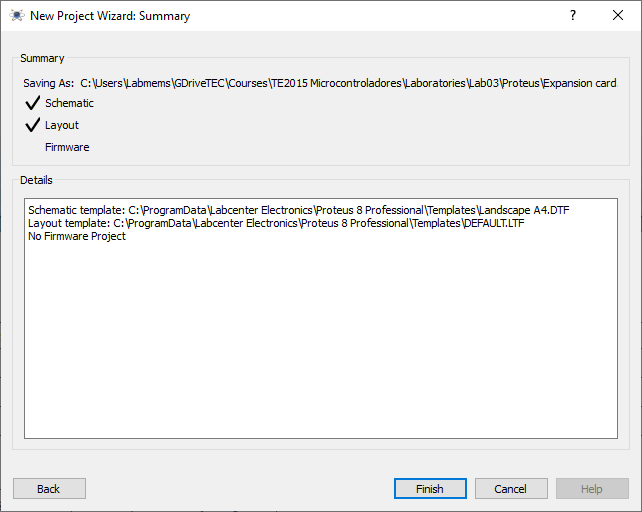 New Project Wizard: Summary
?
Summary
Saving As: C:\Users\Labmems\GDriveTEC\Courses\TE2015 Microcontroladores\Laboratories\Lab03\Proteus\Expansion card
Schematic
Layout
Firmware
Details
Schematic template: C:\ProgramData\Labcenter Electronics\Proteus 8 Professional\Templates\Landscape A4.DTF
Layout template: C:\ProgramData\Labcenter Electronics\Proteus 8 Professional\Templates\DEFAULT.LTF
No Firmware Project
Back Finish Cancel Help